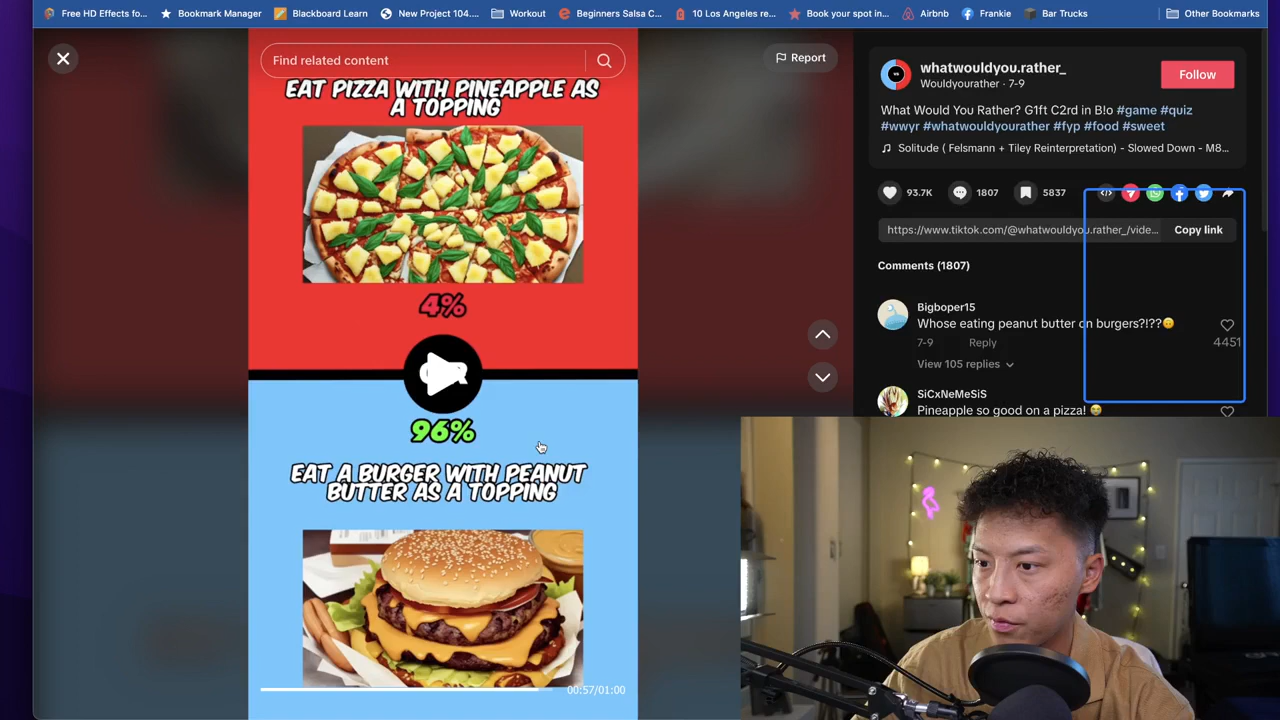 Free HD Effects fo...
Bookmark Manager
Blackboard Learn
New Project 104....
Workout
Beginners Salsa C...
10 Los Angeles re...
Book your spot in...
Airbnb
Frankie
Bar Trucks
Other Bookmarks
Find related content
Report
EAT PIZZA WITH PINEAPPLE AS
A TOPPING
4%
96%
EAT A BURGER WITH PEANUT
BUTTER AS A TOPPING
00:57/01:00
whatwouldyou.rather_
Wouldyourather · 7-9
Follow
What Would You Rather? G1ft C2rd in B!o #game #quiz
#wwyr #whatwouldyourather #fyp #food #sweet
Solitude ( Felsmann + Tiley Reinterpretation) - Slowed Down - M8...
93.7K
1807
5837
https://www.tiktok.com/@whatwouldyou.rather_/vide...
Copy link
Comments (1807)
Bigboper15
Whose eating peanut butter on burgers?!??🙃
7-9 Reply
4451
View 105 replies
SiCxNeMeSiS
Pineapple so good on a pizza! 😭